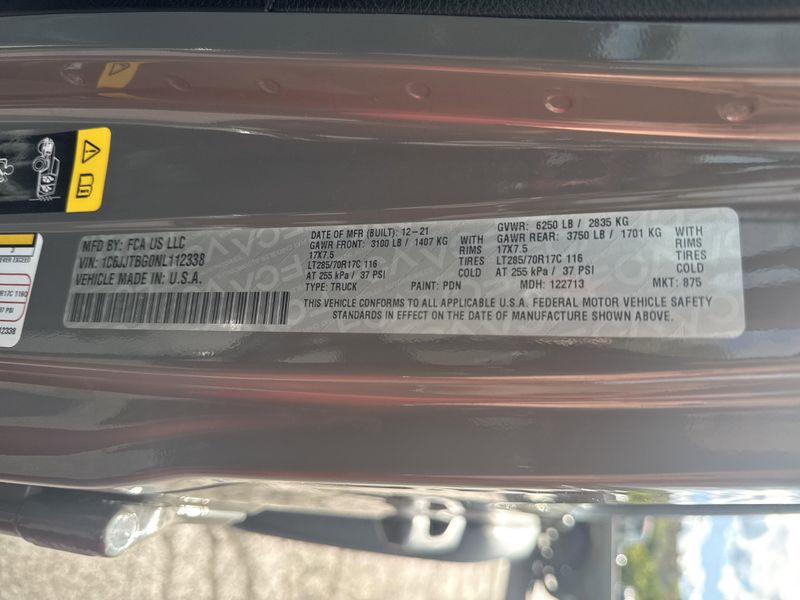 MFD BY: FCA US LLC
VIN: 1C6JJTBG0NL112338
VEHICLE MADE IN: U.S.A.
DATE OF MFR (BUILT): 12-21
GAWR FRONT: 3100 LB / 1407 KG WITH
17X7.5 RIMS
LT285/70R17C 116 TIRES
AT 255 kPa / 37 PSI COLD
TYPE: TRUCK PAINT: PDN
GVWR: 6250 LB / 2835 KG
GAWR REAR: 3750 LB / 1701 KG WITH
17X7.5 RIMS
LT285/70R17C 116 TIRES
AT 255 kPa / 37 PSI COLD
MDH: 122713 MKT: 875
THIS VEHICLE CONFORMS TO ALL APPLICABLE U.S.A. FEDERAL MOTOR VEHICLE SAFETY
STANDARDS IN EFFECT ON THE DATE OF MANUFACTURE SHOWN ABOVE.
EXCEED